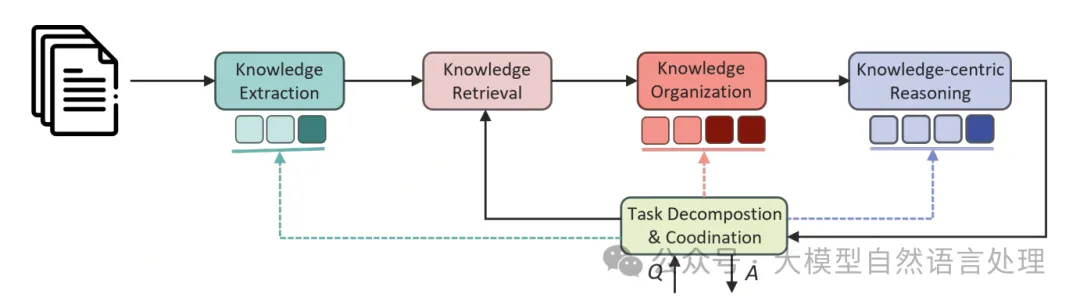 Knowledge
Extraction
Knowledge
Retrieval
Knowledge
Organization
Knowledge-centric
Reasoning
Task Decompostion
& Coodination
Q
A
公众号・大模型自然语言处理